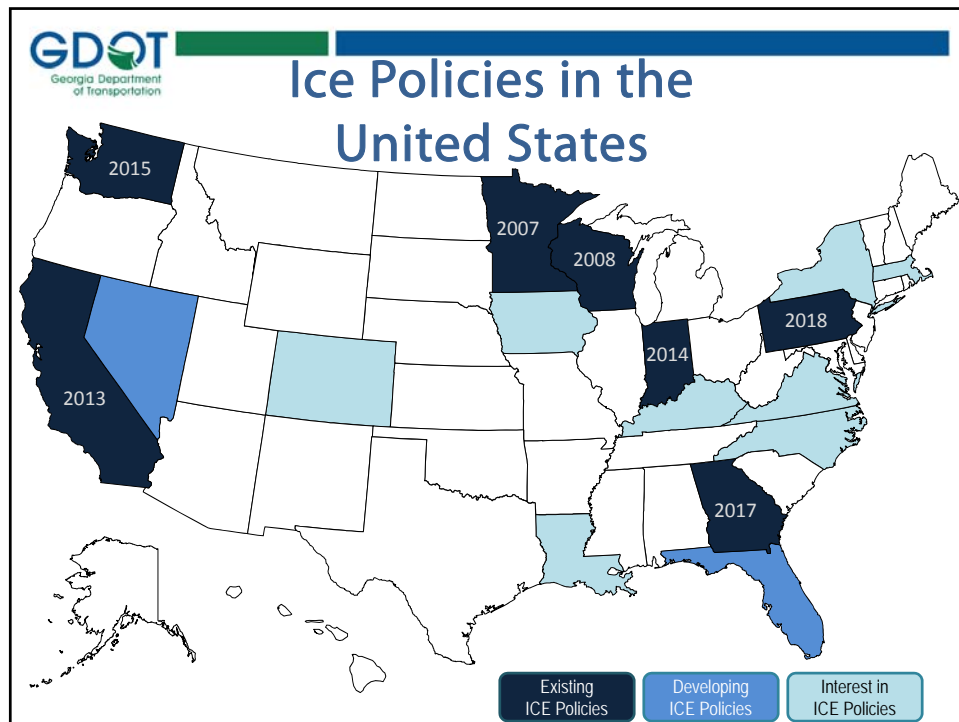 GDOT
Georgia Department
of Transportation
Ice Policies in the
United States
2015
2007
2008
2018
2014
2013
2017
Existing
ICE Policies
Developing
ICE Policies
Interest in
ICE Policies